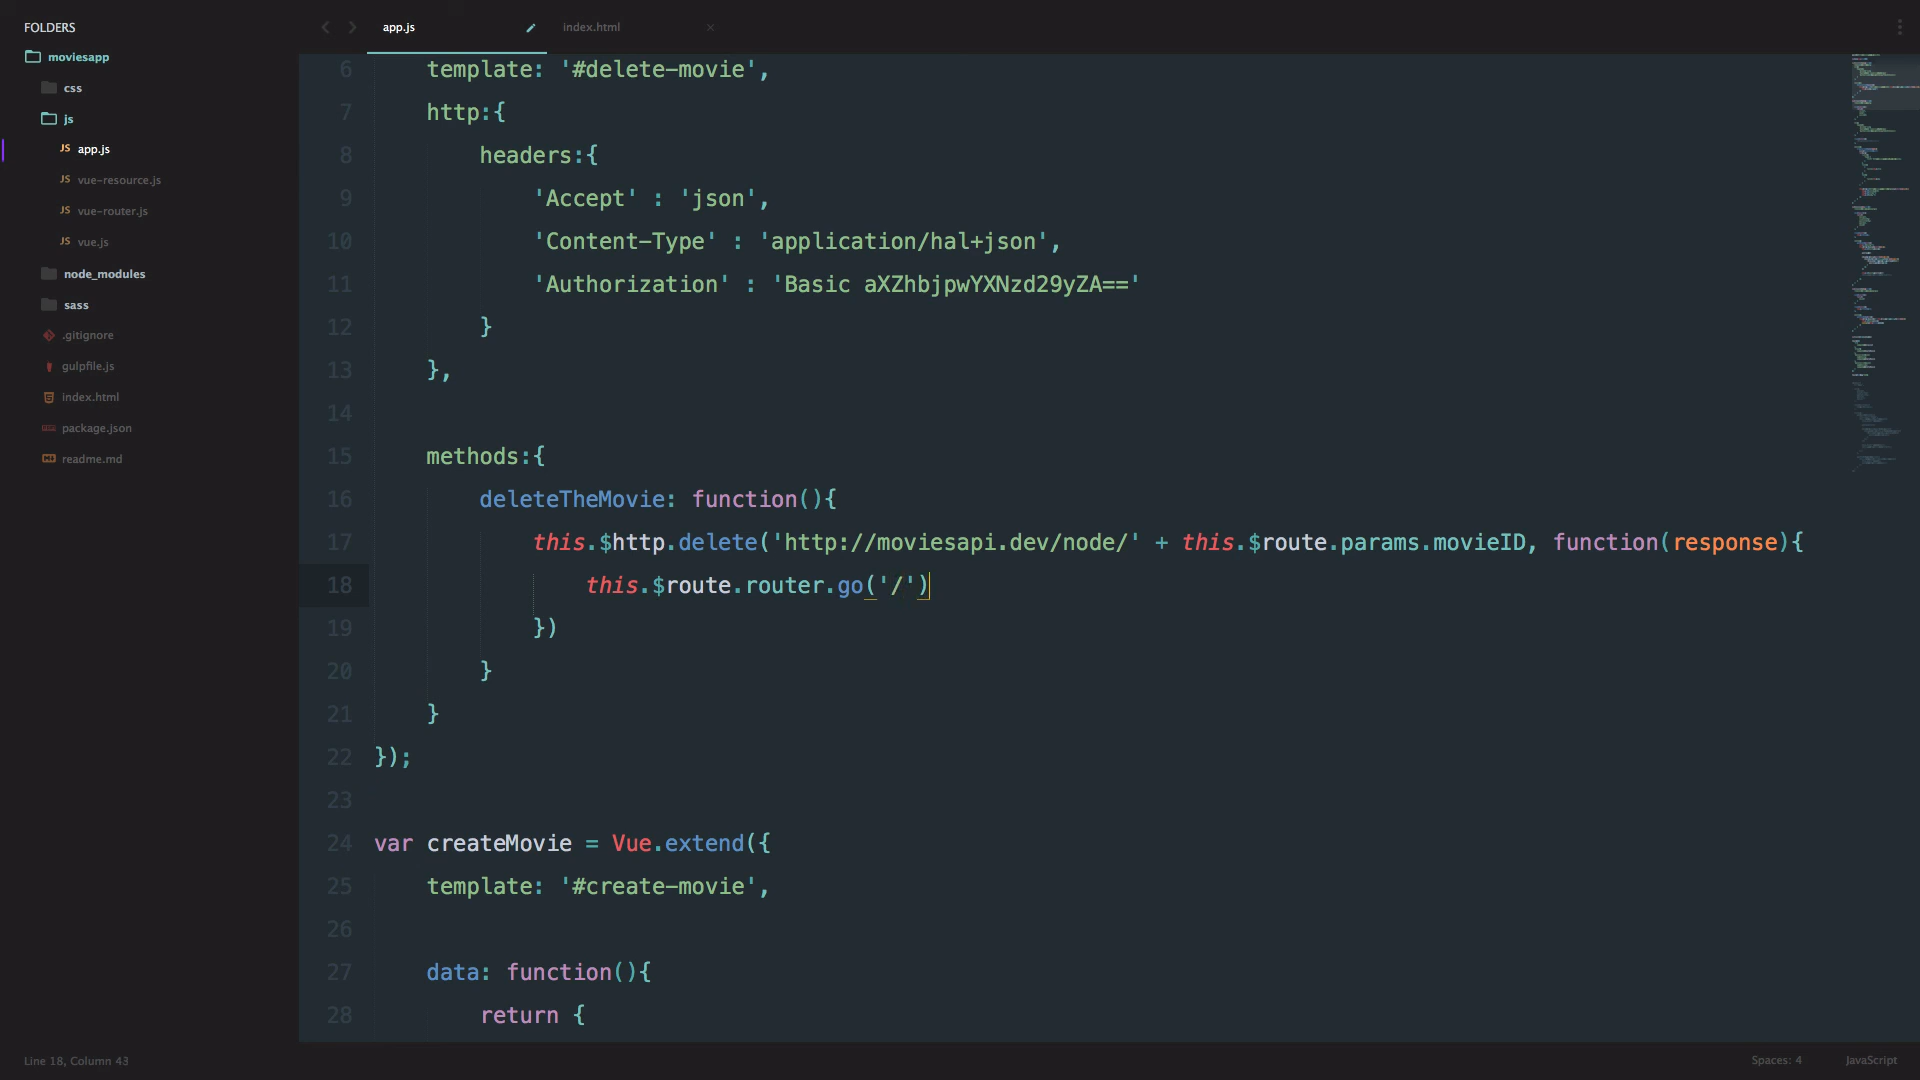 FOLDERS
moviesapp
css
js
JS app.js
JS vue-resource.js
JS vue-router.js
JS vue.js
node_modules
sass
.gitignore
gulpfile.js
index.html
package.json
readme.md
app.js
index.html
6 template: '#delete-movie',
7 http:{
8 headers:{
9 'Accept' : 'json',
10 'Content-Type' : 'application/hal+json',
11 'Authorization' : 'Basic aXZhbjpwYXNzd29yZA=='
12 }
13 },
14
15 methods:{
16 deleteTheMovie: function(){
17 this.$http.delete('http://moviesapi.dev/node/' + this.$route.params.movieID, function(response){
18 this.$route.router.go('/')
19 })
20 }
21 }
22 });
23
24 var createMovie = Vue.extend({
25 template: '#create-movie',
26
27 data: function(){
28 return {
Line 18, Column 43
Spaces: 4
JavaScript